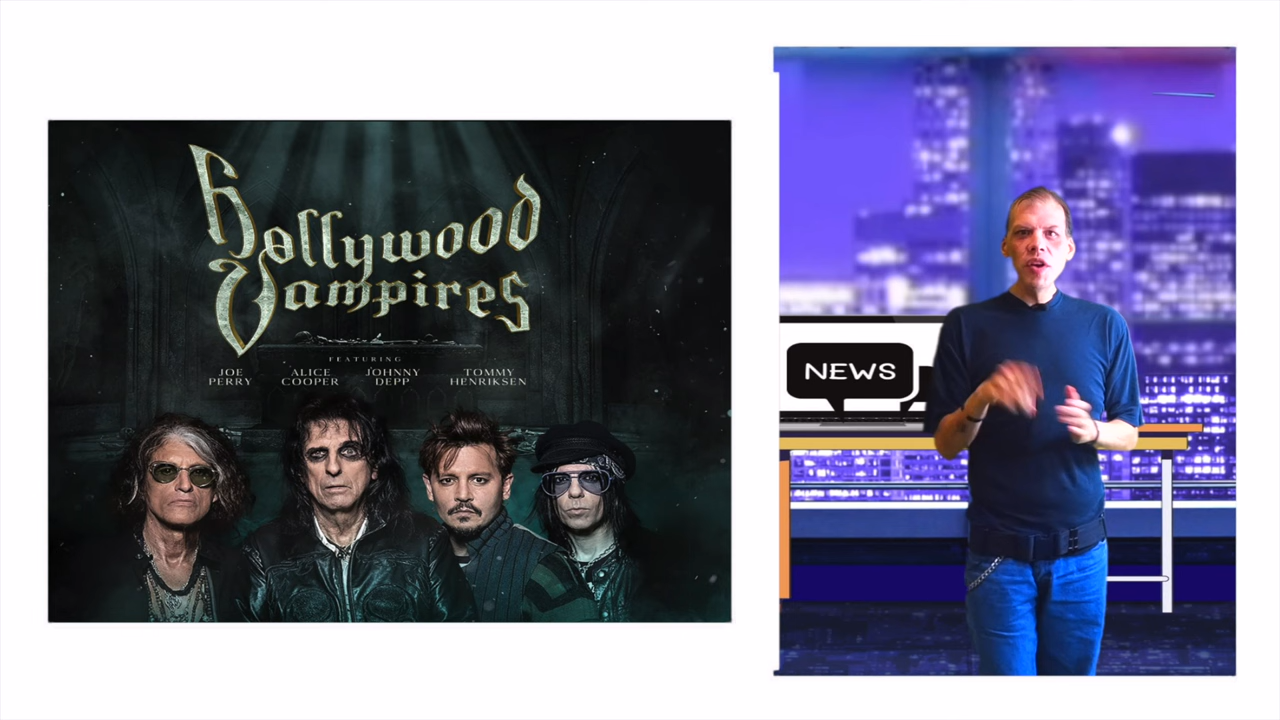 Hollywood
Vampires
FEATURING
JOE PERRY
ALICE COOPER
JOHNNY DEPP
TOMMY HENRIKSEN
NEWS